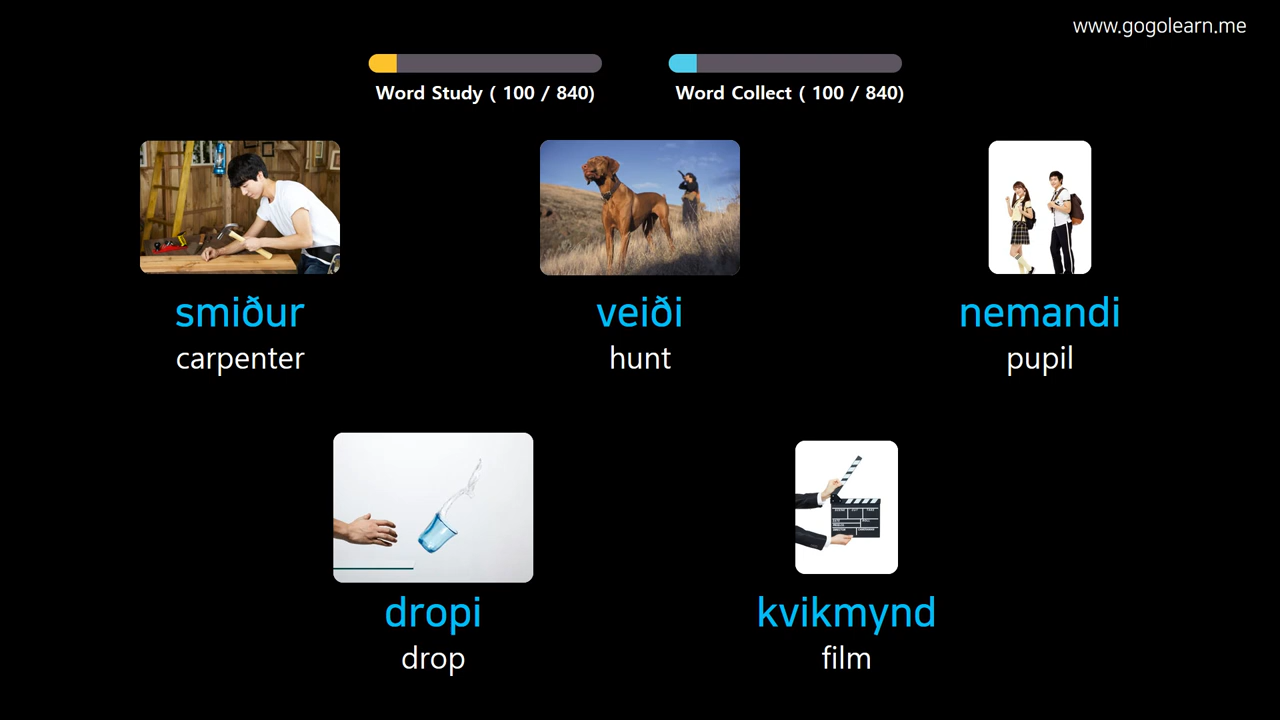 www.gogolearn.me
Word Study ( 100 / 840)
Word Collect ( 100 / 840)
smiður
carpenter
veiði
hunt
nemandi
pupil
dropi
drop
kvikmynd
film